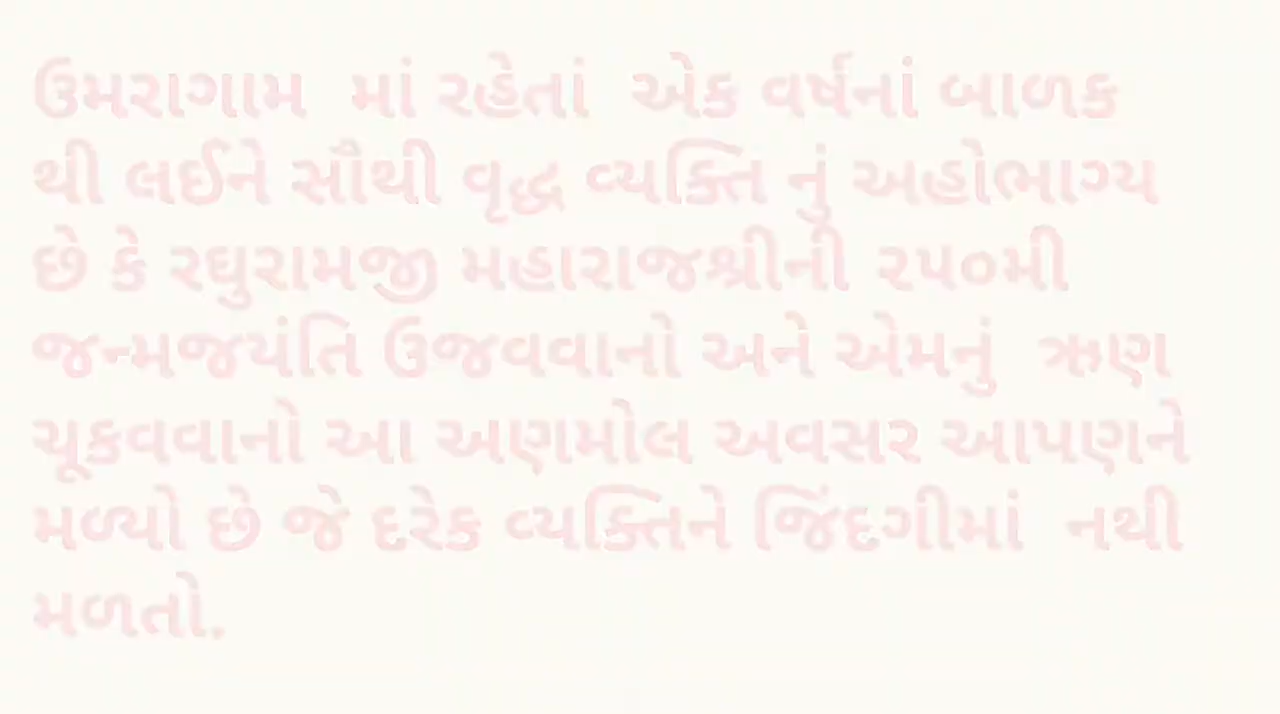 ઉમરાગામ માં રહેતાં એક વર્ષનાં બાળક
થી લઈને સૌથી વૃદ્ધ વ્યક્તિ નું અહોભાગ્ય
છે કે રઘુરામજી મહારાજશ્રીની ૨૫૦મી
જન્મજયંતિ ઉજવવાનો અને એમનું ઋણ
ચૂકવવાનો આ અણમોલ અવસર આપણને
મળ્યો છે જે દરેક વ્યક્તિને જિંદગીમાં નથી
મળતો.